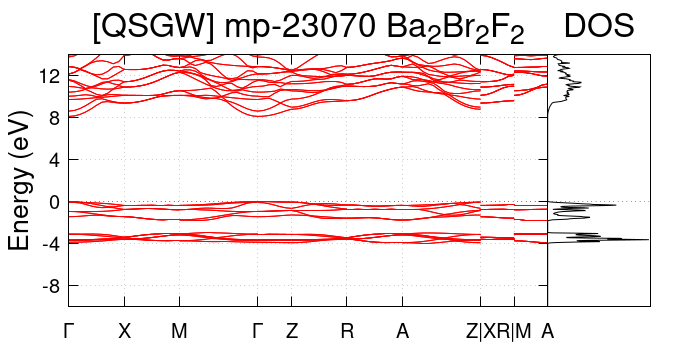 [QSGW] mp-23070 Ba₂Br₂F₂ DOS
Energy (eV)
12
8
4
0
-4
-8
Γ X M Γ Z R A Z|XR|M A